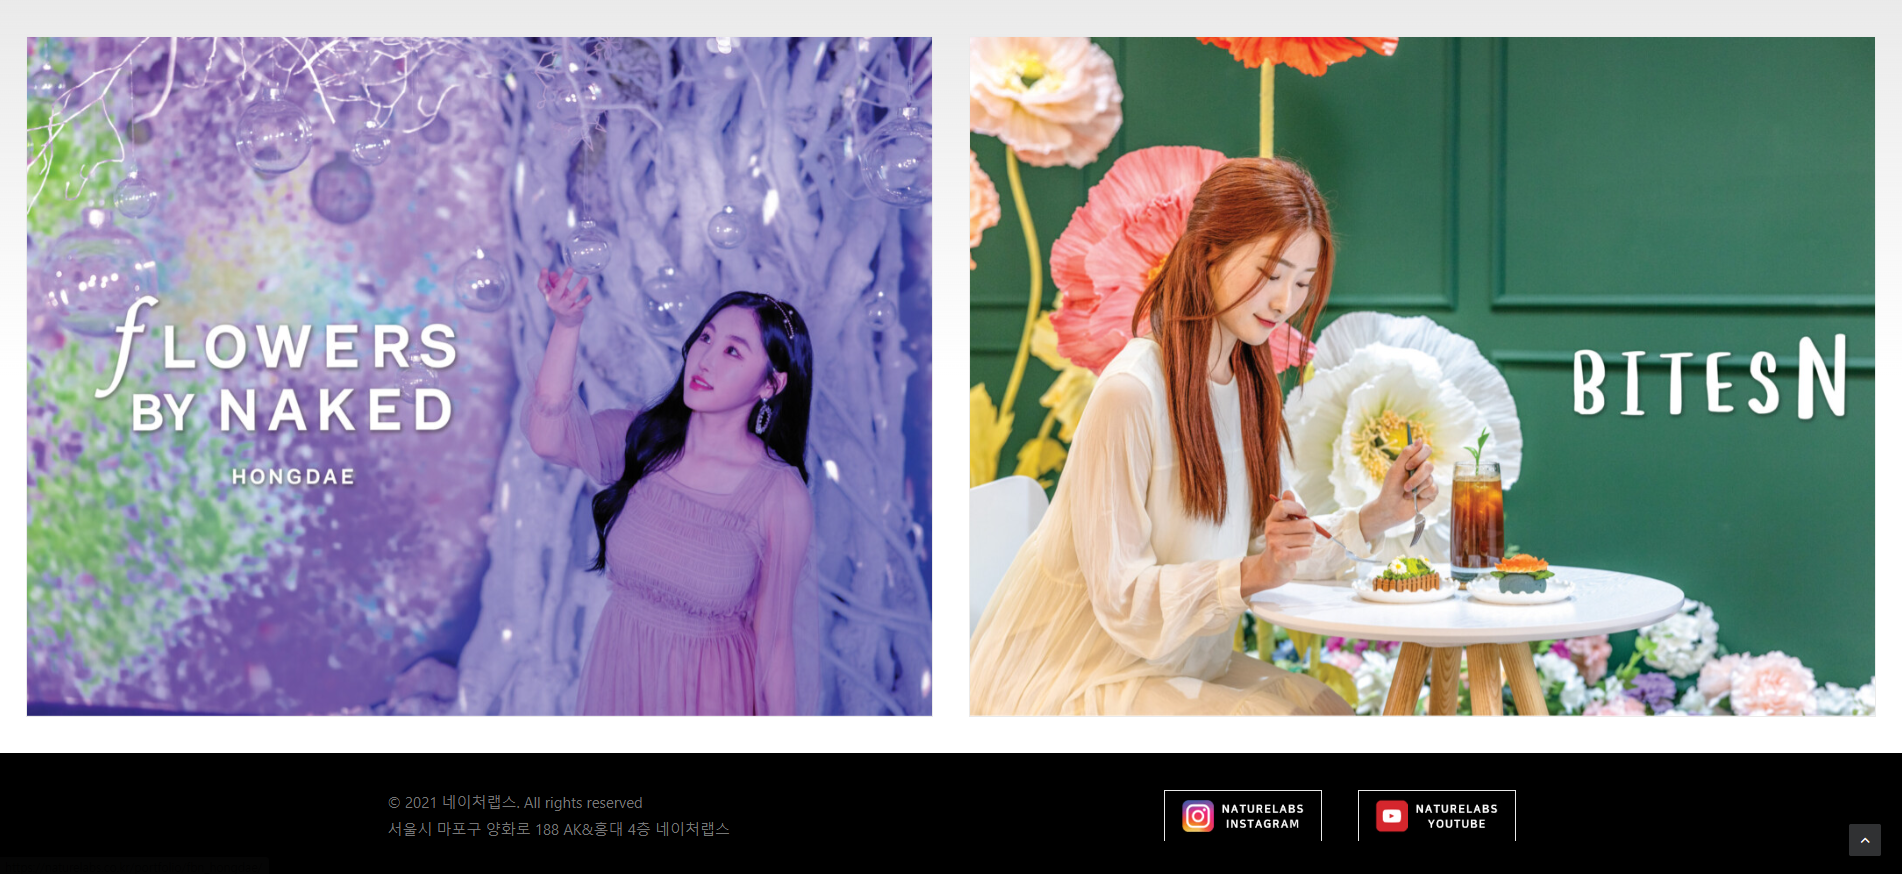 fLOWERS
BY NAKED
HONGDAE
BITESN
© 2021 네이처랩스. All rights reserved
서울시 마포구 양화로 188 AK&홍대 4층 네이처랩스
NATURELABS
INSTAGRAM
NATURELABS
YOUTUBE